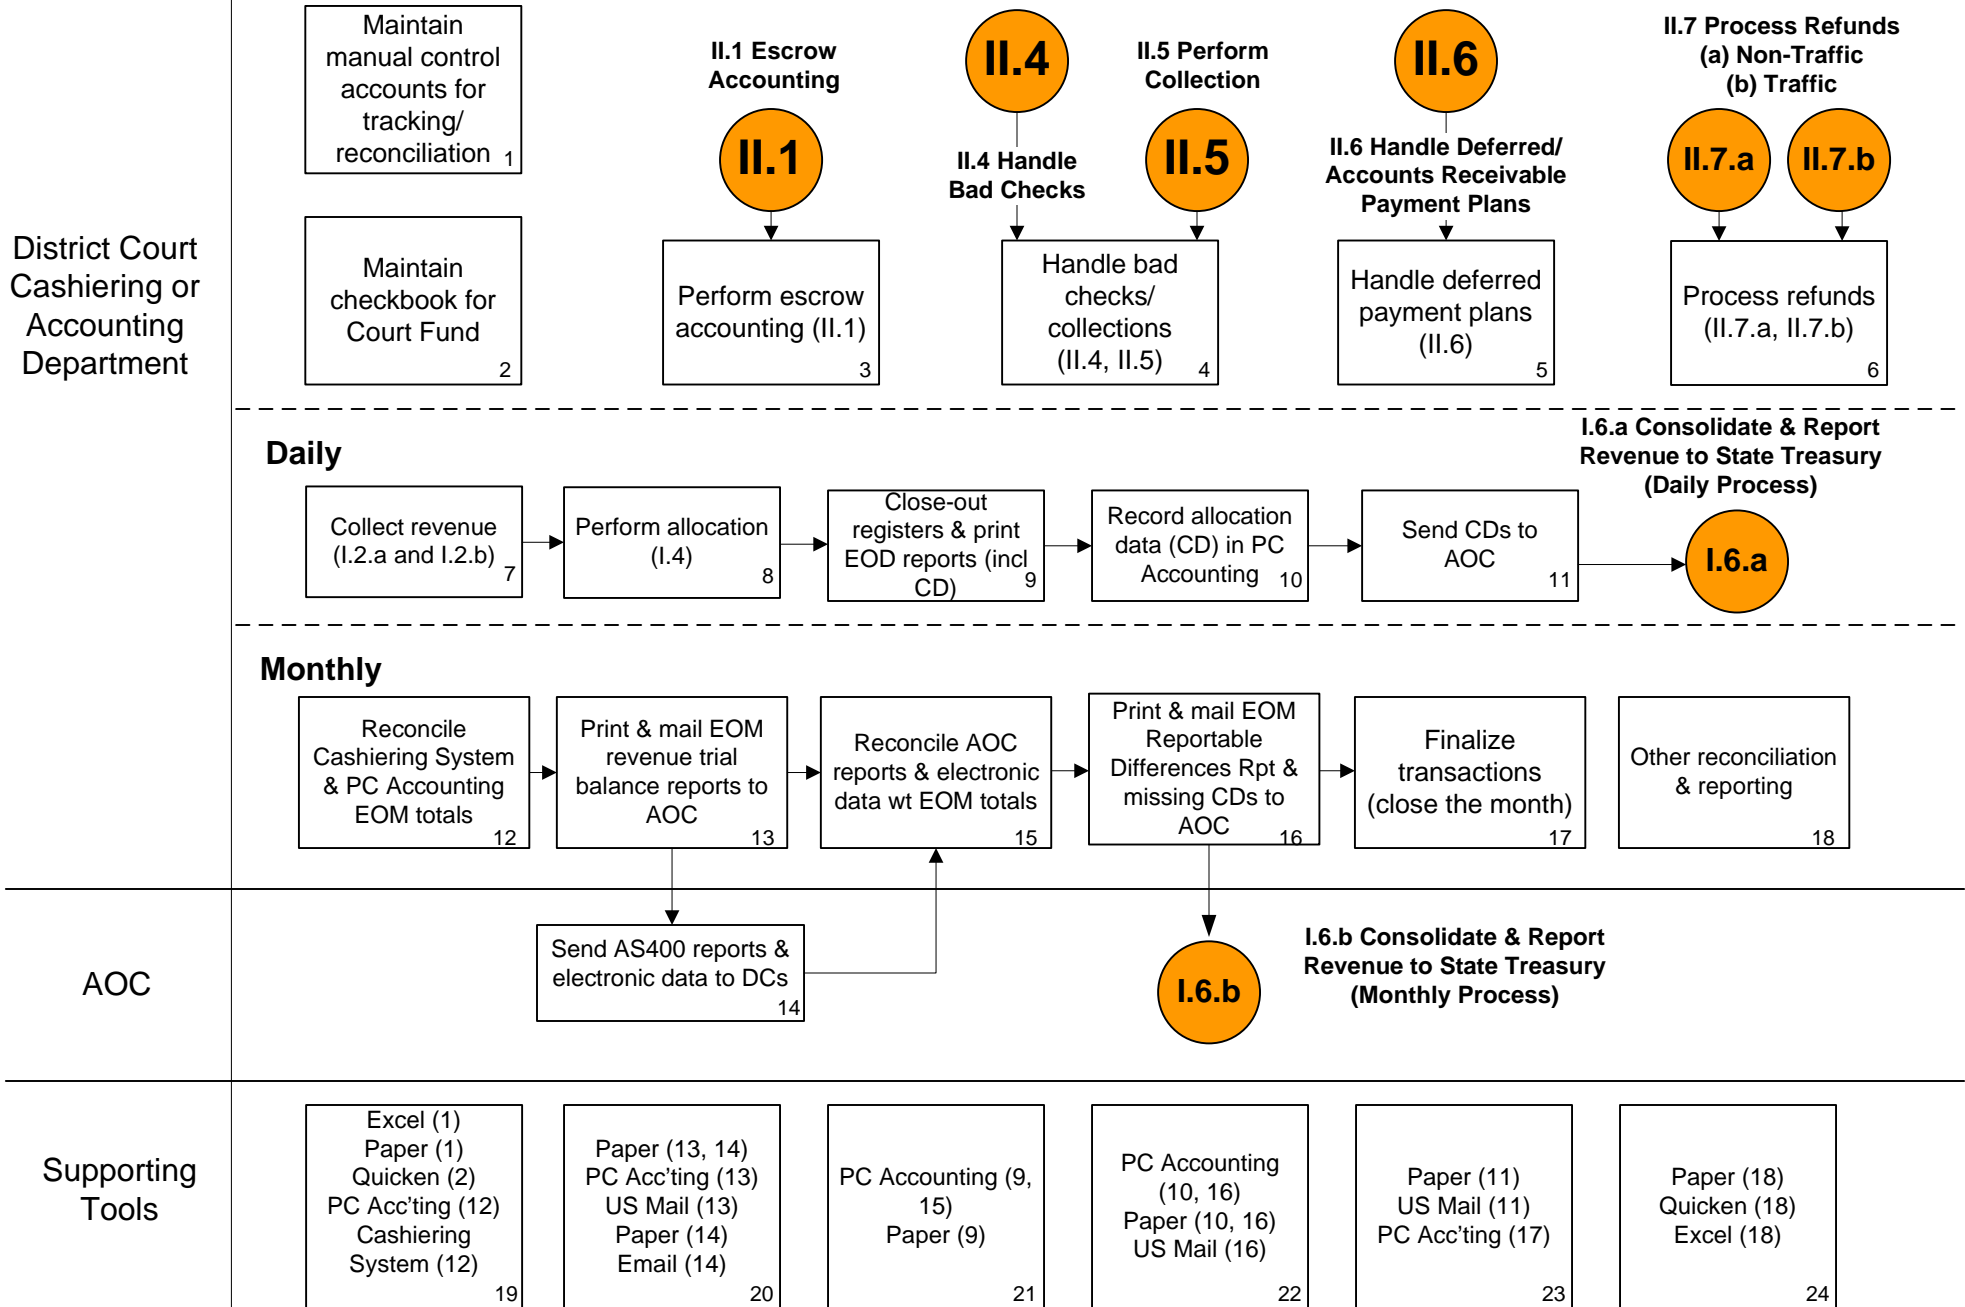 District Court
Cashiering or
Accounting
Department
Maintain
manual control
accounts for
tracking/
reconciliation
1
II.1 Escrow
Accounting
II.1
II.4
II.4 Handle
Bad Checks
II.5 Perform
Collection
II.5
II.6
II.6 Handle Deferred/
Accounts Receivable
Payment Plans
II.7 Process Refunds
(a) Non-Traffic
(b) Traffic
II.7.a
II.7.b
Maintain
checkbook for
Court Fund
2
Perform escrow
accounting (II.1)
3
Handle bad
checks/
collections
(II.4, II.5)
4
Handle deferred
payment plans
(II.6)
5
Process refunds
(II.7.a, II.7.b)
6
Daily
I.6.a Consolidate & Report
Revenue to State Treasury
(Daily Process)
Collect revenue
(I.2.a and I.2.b)
7
Perform allocation
(I.4)
8
Close-out
registers & print
EOD reports (incl
CD)
9
Record allocation
data (CD) in PC
Accounting
10
Send CDs to
AOC
11
I.6.a
Monthly
Reconcile
Cashiering System
& PC Accounting
EOM totals
12
Print & mail EOM
revenue trial
balance reports to
AOC
13
Reconcile AOC
reports & electronic
data wt EOM totals
15
Print & mail EOM
Reportable
Differences Rpt &
missing CDs to
AOC
16
Finalize
transactions
(close the month)
17
Other reconciliation
& reporting
18
AOC
Send AS400 reports &
electronic data to DCs
14
I.6.b
I.6.b Consolidate & Report
Revenue to State Treasury
(Monthly Process)
Supporting
Tools
Excel (1)
Paper (1)
Quicken (2)
PC Acc'ting (12)
Cashiering
System (12)
19
Paper (13, 14)
PC Acc'ting (13)
US Mail (13)
Paper (14)
Email (14)
20
PC Accounting (9,
15)
Paper (9)
21
PC Accounting
(10, 16)
Paper (10, 16)
US Mail (16)
22
Paper (11)
US Mail (11)
PC Acc'ting (17)
23
Paper (18)
Quicken (18)
Excel (18)
24